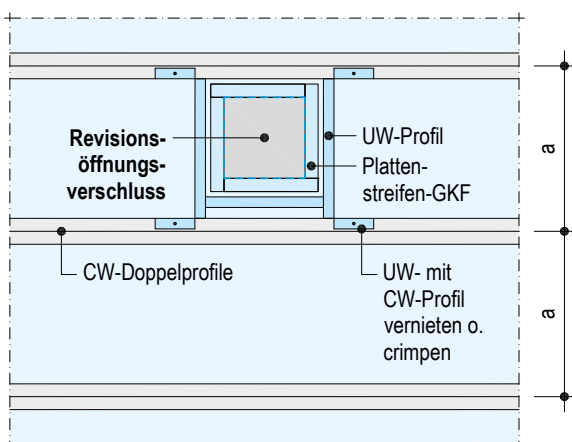 Revisions-
öffnungs-
verschluss
UW-Profil
Platten-
streifen-GKF
a
CW-Doppelprofile
UW- mit
CW-Profil
vernieten o.
crimpen
a